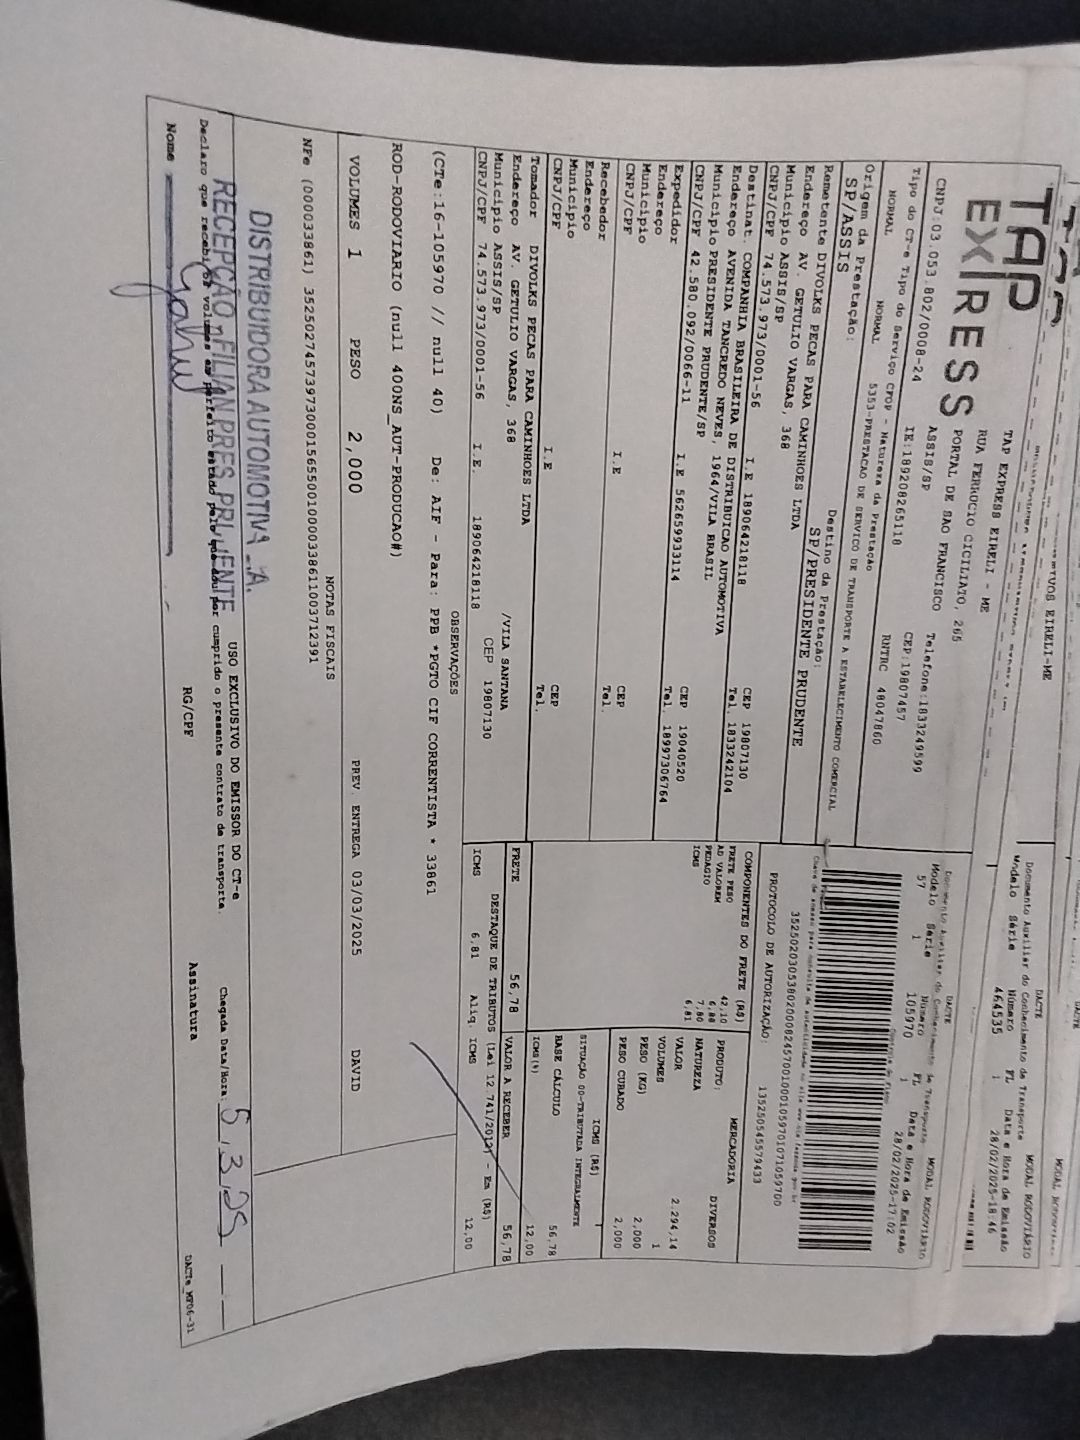 TAP
EXPRESS
TAP EXPRESS EIRELI - ME
RUA FERROCIO CICILIATO, 265
PORTAL DE SAO FRANCISCO
ASSIS/SP
Telefone:1833249599
CNPJ:03.053.802/0008-24
IE:189208265118
CEP:19807457
Tipo do CT-e Tipo do Serviço CFOP - Natureza da Prestação
RNTRC 48047860
NORMAL NORMAL 5353-PRESTACAO DE SERVICO DE TRANSPORTE A ESTABELECIMENTO COMERCIAL
DACTE
Documento Auxiliar do Conhecimento de Transporte
MODAL RODOVIÁRIO
Modelo Série Número FL Data e Hora de Emissão
464535 1 28/02/2025-18:46
DACTE
Modelo Série Número FL Data e Hora de Emissão
57 1 105970 1 28/02/2025-17:02
35250203053802000824570010001059701071059700
PROTOCOLO DE AUTORIZAÇÃO: 135250545579433
Origem da Prestação:
SP/ASSIS
Destino da Prestação:
SP/PRESIDENTE PRUDENTE
Remetente DIVOLKS PECAS PARA CAMINHOES LTDA
Endereço AV. GETULIO VARGAS, 368
Município ASSIS/SP
CEP 19807130
CNPJ/CPF 74.573.973/0001-56 I.E 189064218118 Tel. 1833242104
Destinat. COMPANHIA BRASILEIRA DE DISTRIBUICAO AUTOMOTIVA
Endereço AVENIDA TANCREDO NEVES, 1964/VILA BRASIL
Município PRESIDENTE PRUDENTE/SP CEP 19040520
CNPJ/CPF 42.580.092/0066-11 I.E 562659933114 Tel. 18997306764
Expedidor
Endereço
Município CEP
CNPJ/CPF I.E Tel.
Recebedor
Endereço
Município CEP
CNPJ/CPF I.E Tel.
Tomador DIVOLKS PECAS PARA CAMINHOES LTDA
Endereço AV. GETULIO VARGAS, 368 /VILA SANTANA
Município ASSIS/SP CEP 19807130
CNPJ/CPF 74.573.973/0001-56 I.E. 189064218118
COMPONENTES DO FRETE (R$)
FRETE PESO 42,10
AD VALOREM 6,88
PEDAGIO 7,80
ICMS 6,81
MERCADORIA
PRODUTO: DIVERSOS
NATUREZA
VALOR 2.294,14
VOLUMES 1
PESO (KG) 2,000
PESO CUBADO 2,000
ICMS (R$)
SITUAÇÃO 00-TRIBUTADA INTEGRALMENTE
BASE CÁLCULO 56,78
ICMS(%) 12,00
FRETE 56,78
VALOR A RECEBER 56,78
DESTAQUE DE TRIBUTOS (Lei 12.741/2012) - Em (R$)
ICMS 6,81 Aliq. ICMS 12,00
OBSERVAÇÕES
(CTe:16-105970 // null 40) De: AIF - Para: PPB *PGTO CIF CORRENTISTA * 33861
ROD-RODOVIARIO (null 400NS_AUT-PRODUCAO#)
VOLUMES 1 PESO 2,000 PREV. ENTREGA 03/03/2025 DAVID
NOTAS FISCAIS
NFe (000033861) 35250274573973000156550010000338611003712391
DISTRIBUIDORA AUTOMOTIVA
RECEPÇÃO - FILIAN PRES PRUDENTE
USO EXCLUSIVO DO EMISSOR DO CT-e
Declaro que recebi os volumes em perfeito estado pelo que dou por cumprido o presente contrato de transporte.
Chegada Data/Hora: 5/3/25
Nome RG/CPF Assinatura
DACTe_MP06-31